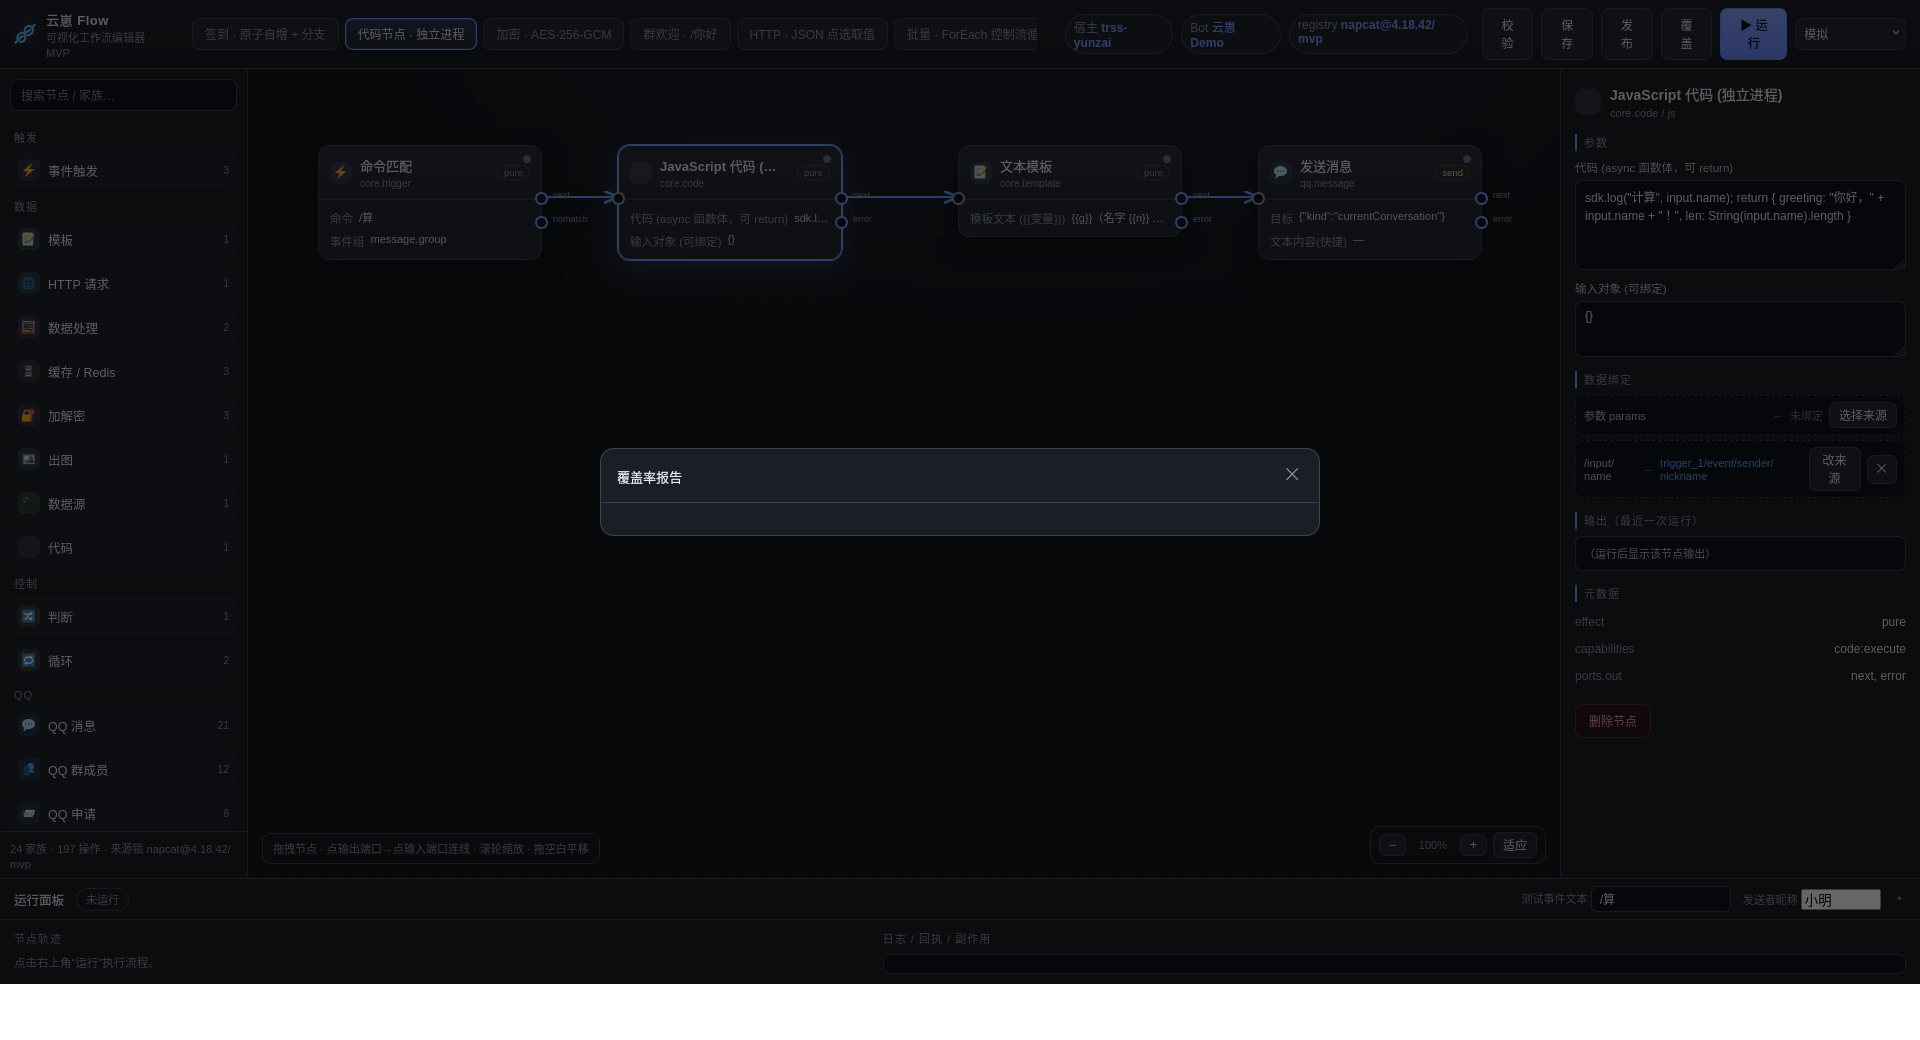 云崽 Flow
可视化工作流编辑器 ·
MVP
签到 · 原子自增 + 分支
代码节点 · 独立进程
加密 · AES-256-GCM
群欢迎 · /你好
HTTP · JSON 点选取值
批量 · ForEach 控制流循
宿主 trss-
yunzai
Bot 云崽
Demo
registry napcat@4.18.42/
mvp
校
验
保
存
发
布
覆
盖
▶ 运
行
模拟
搜索节点 / 家族…
触发
事件触发 3
数据
模板 1
HTTP 请求 1
数据处理 2
缓存 / Redis 3
加解密 3
出图 1
数据源 1
代码 1
控制
判断 1
循环 2
QQ
QQ 消息 21
QQ 群成员 12
QQ 申请 8
24 家族 · 197 操作 · 来源锁 napcat@4.18.42/
mvp
命令匹配
core.trigger
pure
next
nomatch
命令 /算
事件组 message.group
JavaScript 代码 (…
core.code
pure
next
error
代码 (async 函数体，可 return) sdk.l…
输入对象 (可绑定) {}
文本模板
core.template
pure
next
error
模板文本 ({{变量}}) {{g}}（名字 {{n}} …
发送消息
qq.message
send
next
error
目标 {"kind":"currentConversation"}
文本内容(快捷) —
覆盖率报告
拖拽节点 · 点输出端口→点输入端口连线 · 滚轮缩放 · 拖空白平移
− 100% + 适应
JavaScript 代码 (独立进程)
core.code / js
参数
代码 (async 函数体，可 return)
sdk.log("计算", input.name); return { greeting: "你好，" +
input.name + "！", len: String(input.name).length }
输入对象 (可绑定)
{}
数据绑定
参数 params ← 未绑定 选择来源
/input/
name
←
trigger_1/event/sender/
nickname
改来
源
输出（最近一次运行）
（运行后显示该节点输出）
元数据
effect pure
capabilities code:execute
ports.out next, error
删除节点
运行面板 未运行
测试事件文本 /算
发送者昵称 小明
节点轨迹
点击右上角“运行”执行流程。
日志 / 回执 / 副作用